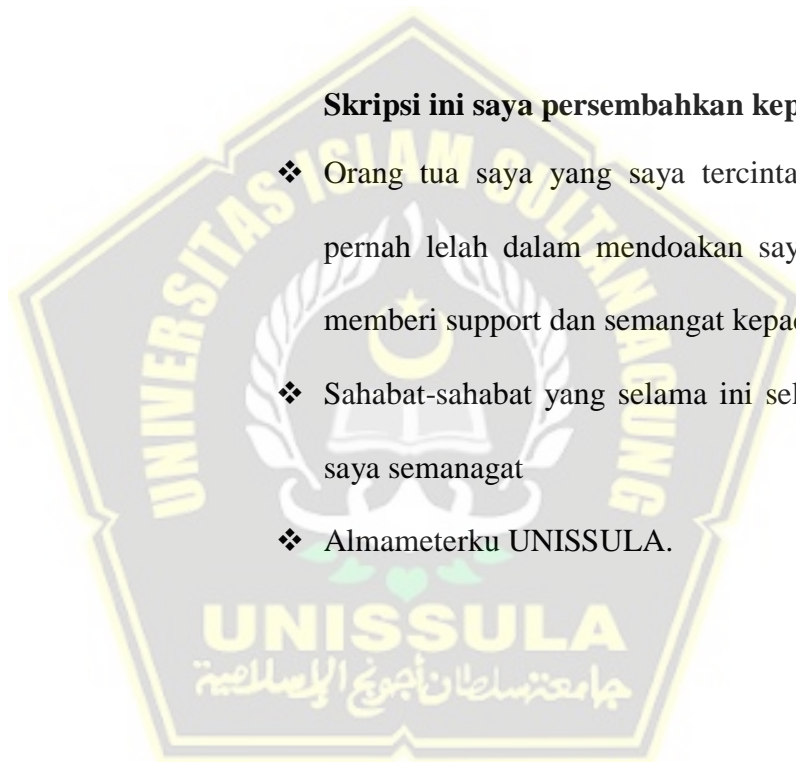 Skripsi ini saya persembahkan kep
❖ Orang tua saya yang saya tercinta
pernah lelah dalam mendoakan say
memberi support dan semangat kepad
❖ Sahabat-sahabat yang selama ini sel
saya semanagat
❖ Almameterku UNISSULA.
UNIVERSITAS ISLAM SULTAN AGUNG
UNISSULA
جامعة سلطان أجونج الإسلامية